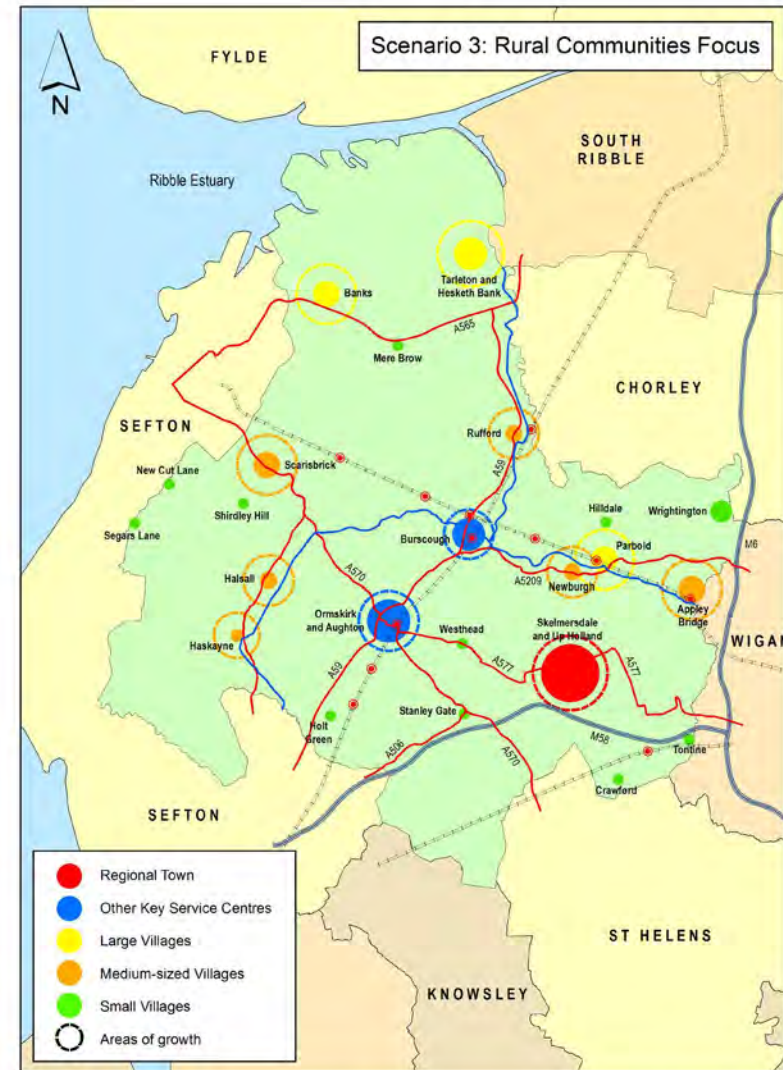 Scenario 3: Rural Communities Focus
N
FYLDE
SOUTH
RIBBLE
Ribble Estuary
Tarleton and
Hesketh Bank
Banks
A565
Mere Brow
CHORLEY
SEFTON
Rufford
A59
Scarisbrick
New Cut Lane
Shirdley Hill
Segars Lane
Hilldale
Wrightington
Burscough
Parbold
M6
A570
A5209
Newburgh
Halsall
Appley
Bridge
Ormskirk
and Aughton
Westhead
Skelmersdale
and Up Holland
WIGAN
Haskayne
A577
A577
A59
Holt
Green
Stanley Gate
A506
A570
M58
Tontine
Crawford
SEFTON
ST HELENS
KNOWSLEY
Regional Town
Other Key Service Centres
Large Villages
Medium-sized Villages
Small Villages
Areas of growth